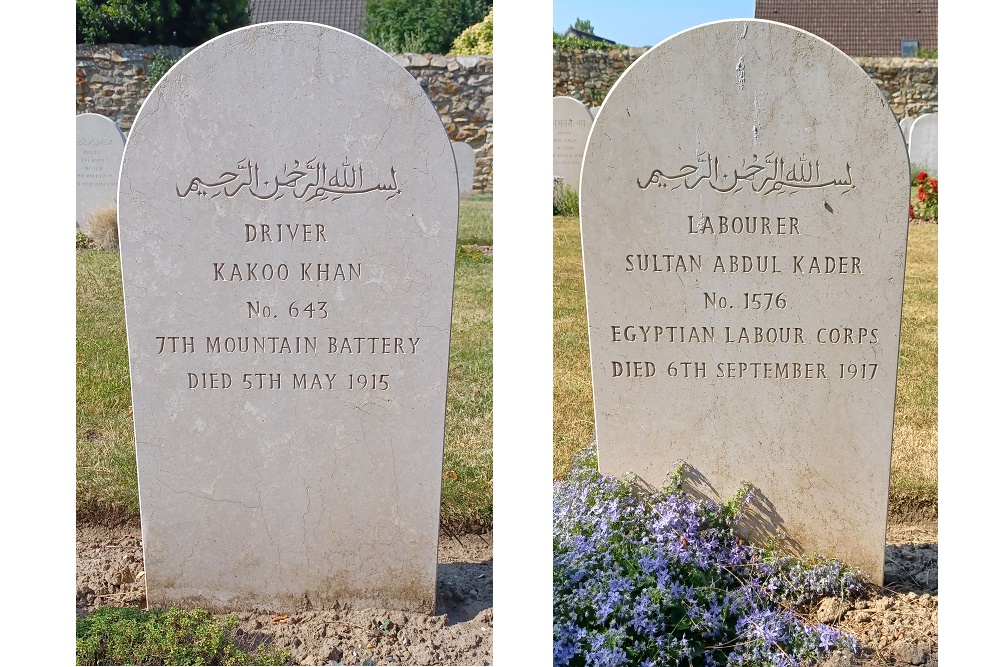 بسم الله الرحمن الرحيم
DRIVER
KAKOO KHAN
No. 643
7TH MOUNTAIN BATTERY
DIED 5TH MAY 1915
بسم الله الرحمن الرحيم
LABOURER
SULTAN ABDUL KADER
No. 1576
EGYPTIAN LABOUR CORPS
DIED 6TH SEPTEMBER 1917